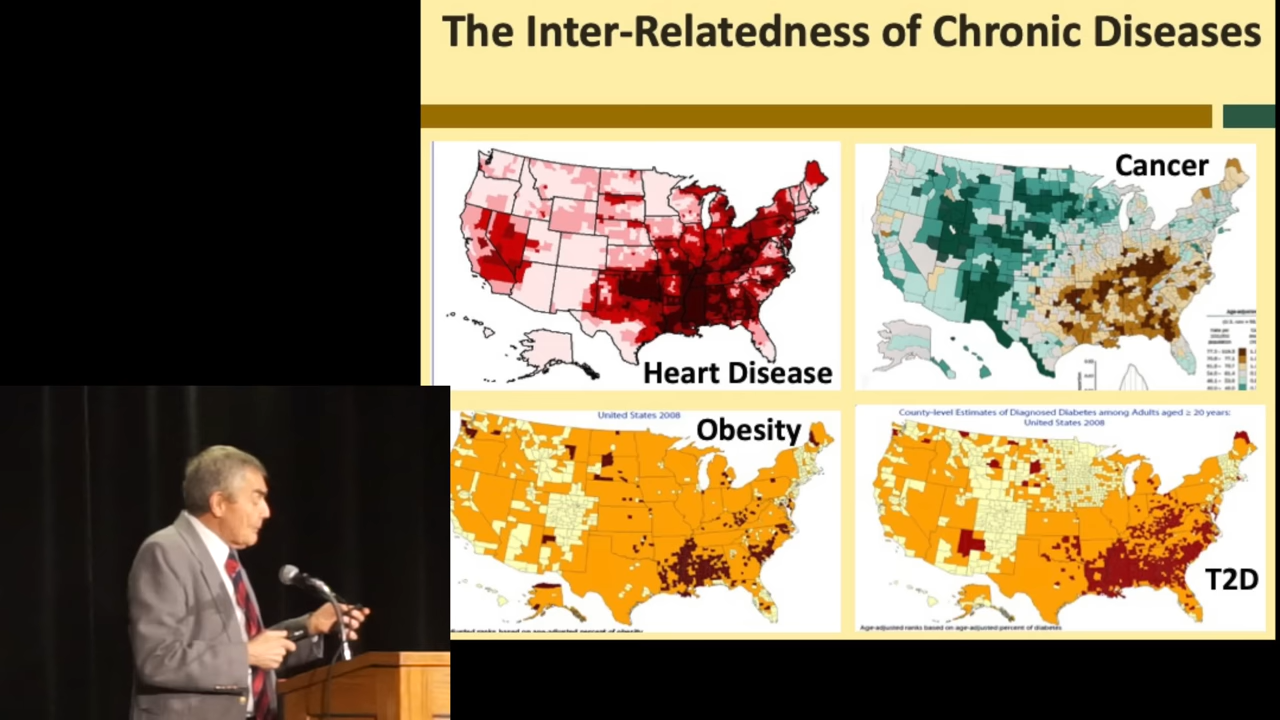 The Inter-Relatedness of Chronic Diseases
Heart Disease
Cancer
United States 2008
Obesity
County-level Estimates of Diagnosed Diabetes among Adults aged ≥ 20 years:
United States 2008
T2D
Age-adjusted ranks based on age-adjusted percent of diabetes